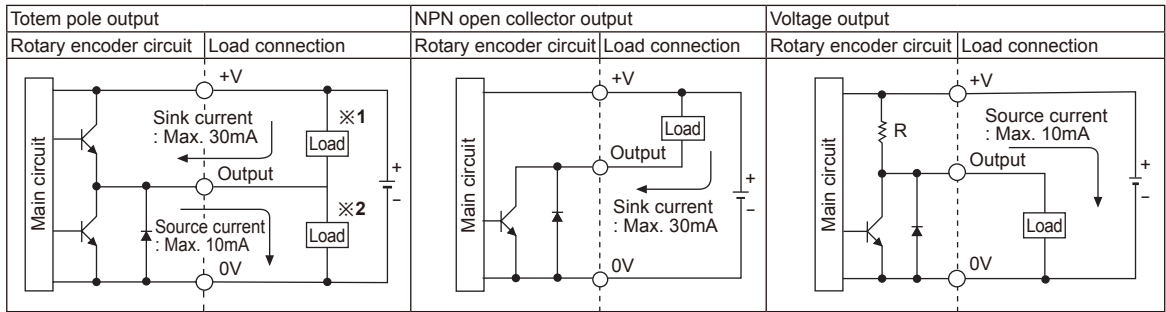 Totem pole output
Rotary encoder circuit Load connection
Main circuit
+V
Sink current
: Max. 30mA
※1
Load
Output
+
−
Source current
: Max. 10mA
※2
Load
0V
NPN open collector output
Rotary encoder circuit Load connection
Main circuit
+V
Load
Output
Sink current
: Max. 30mA
+
−
0V
Voltage output
Rotary encoder circuit Load connection
Main circuit
+V
R
Source current
: Max. 10mA
Output
Load
+
−
0V